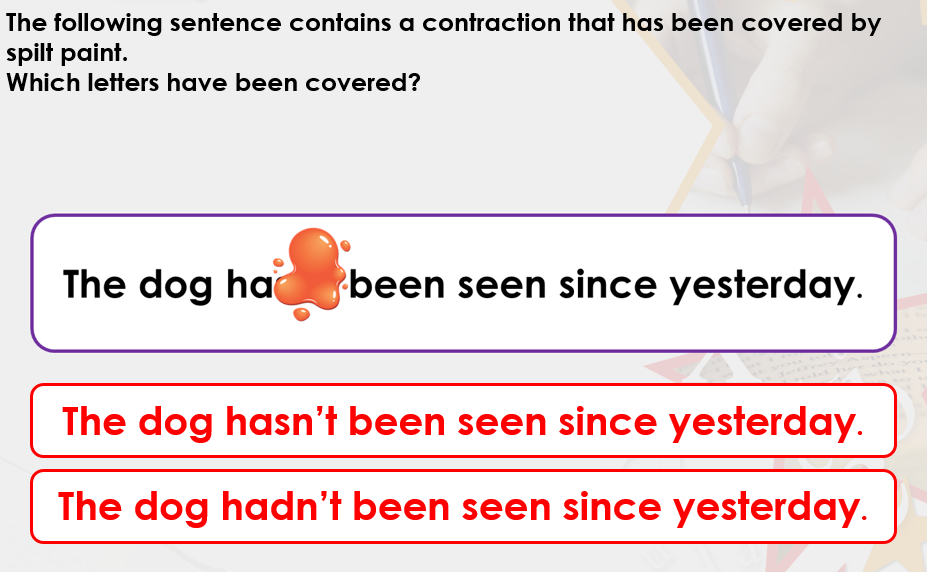 The following sentence contains a contraction that has been covered by
spilt paint.
Which letters have been covered?
The dog ha been seen since yesterday.
The dog hasn’t been seen since yesterday.
The dog hadn’t been seen since yesterday.